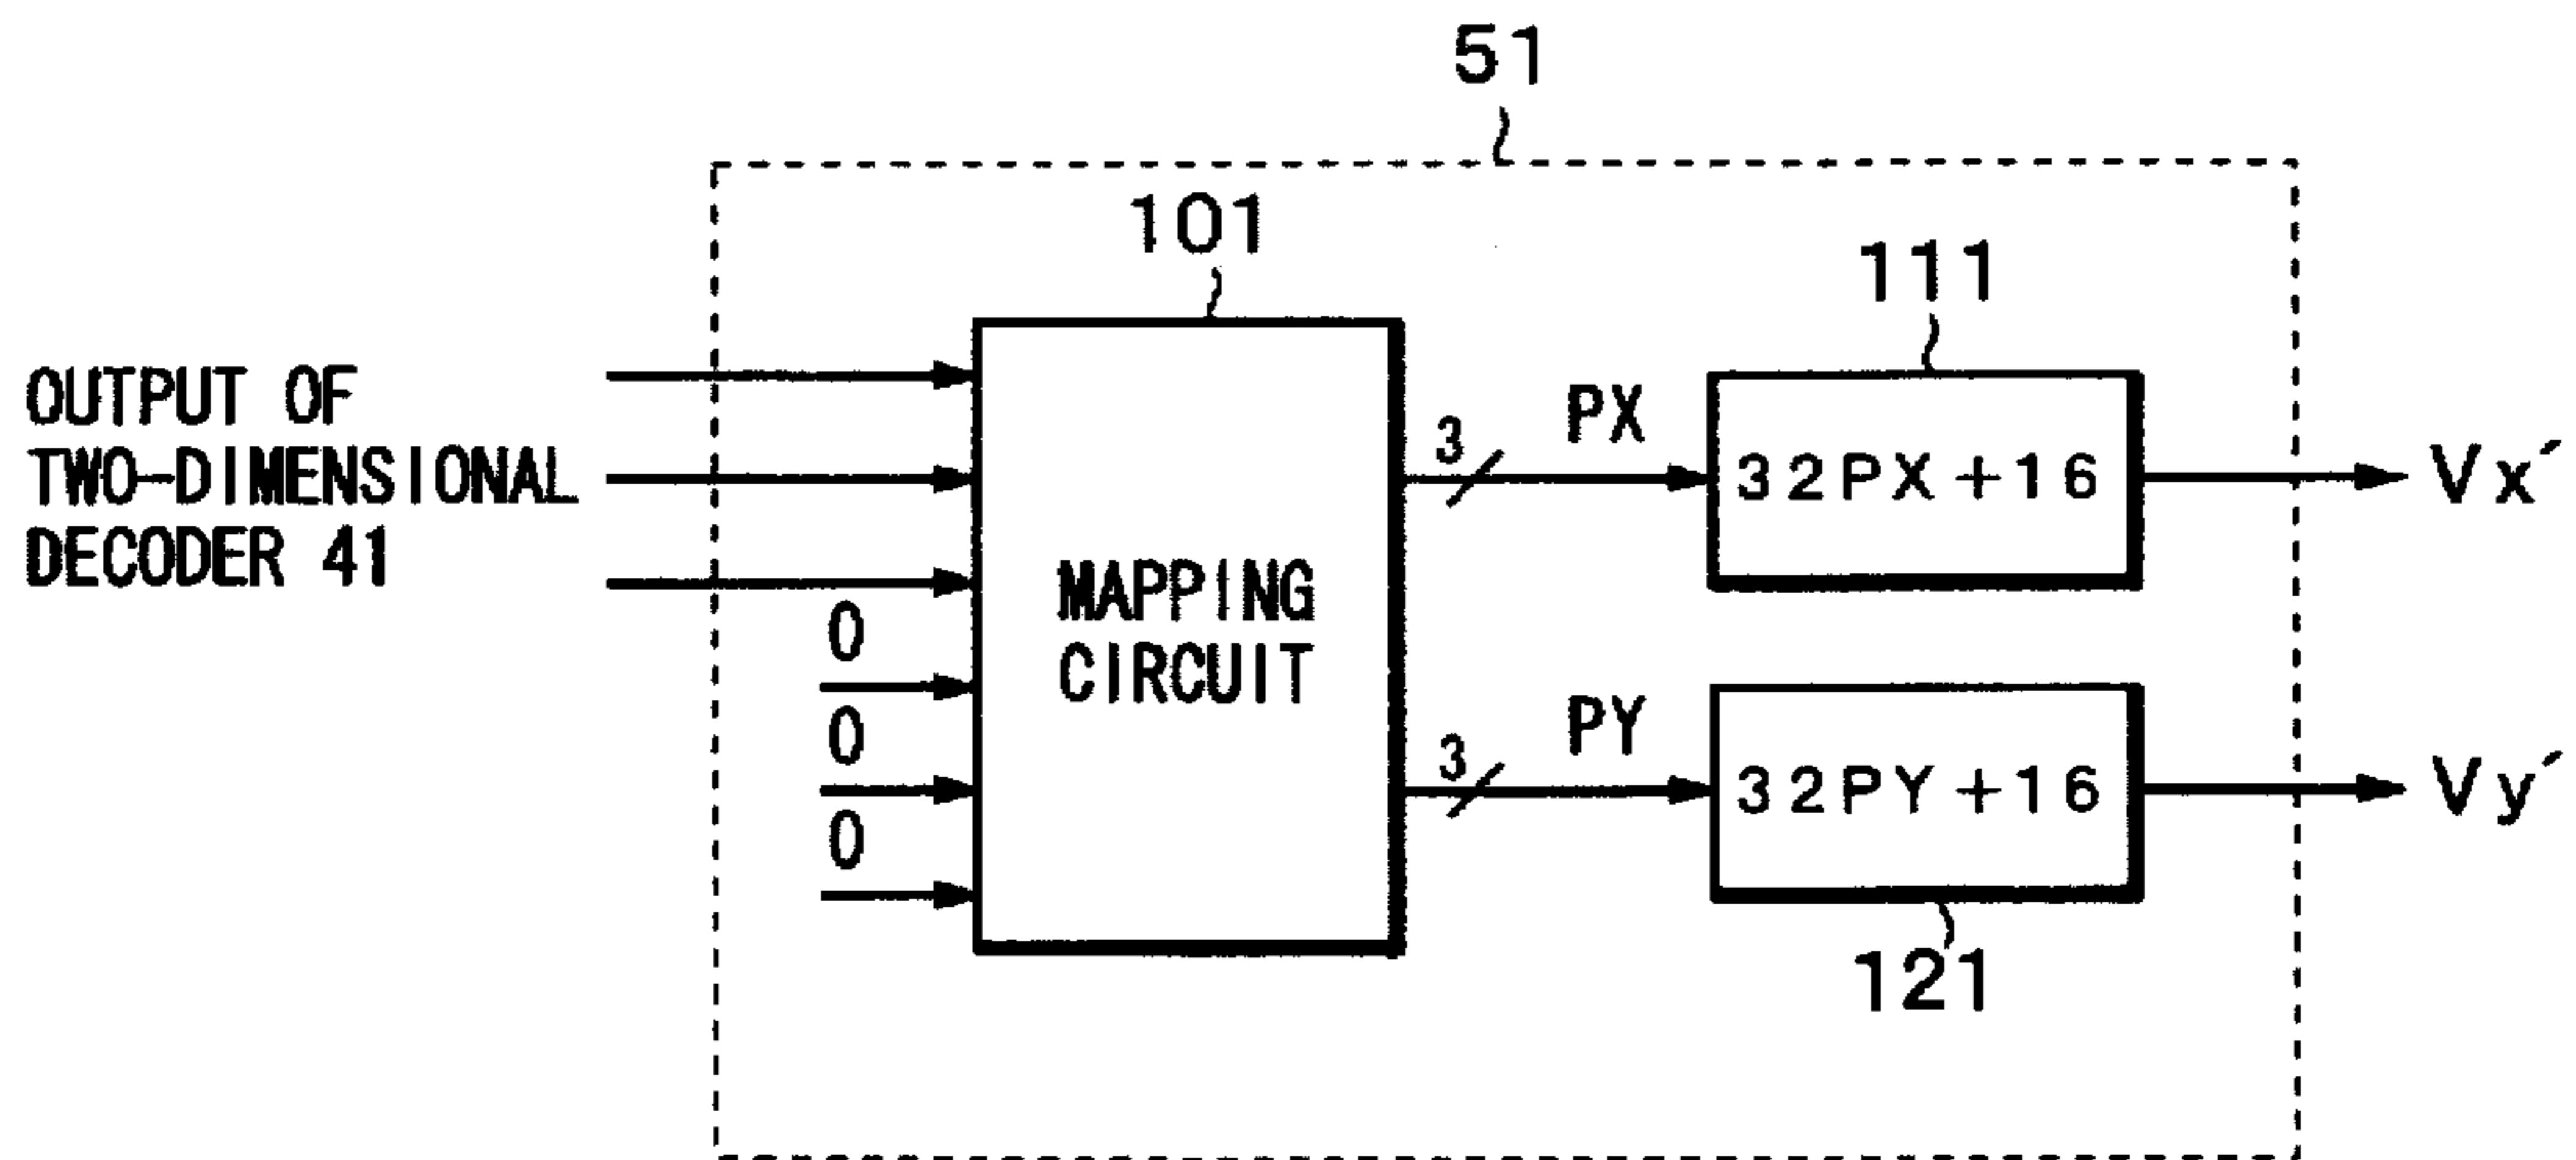 51
101
111
OUTPUT OF
TWO-DIMENSIONAL
DECODER 41
3
PX
32PX+16
Vx´
0
MAPPING
CIRCUIT
0
3
PY
32PY+16
Vy´
0
121